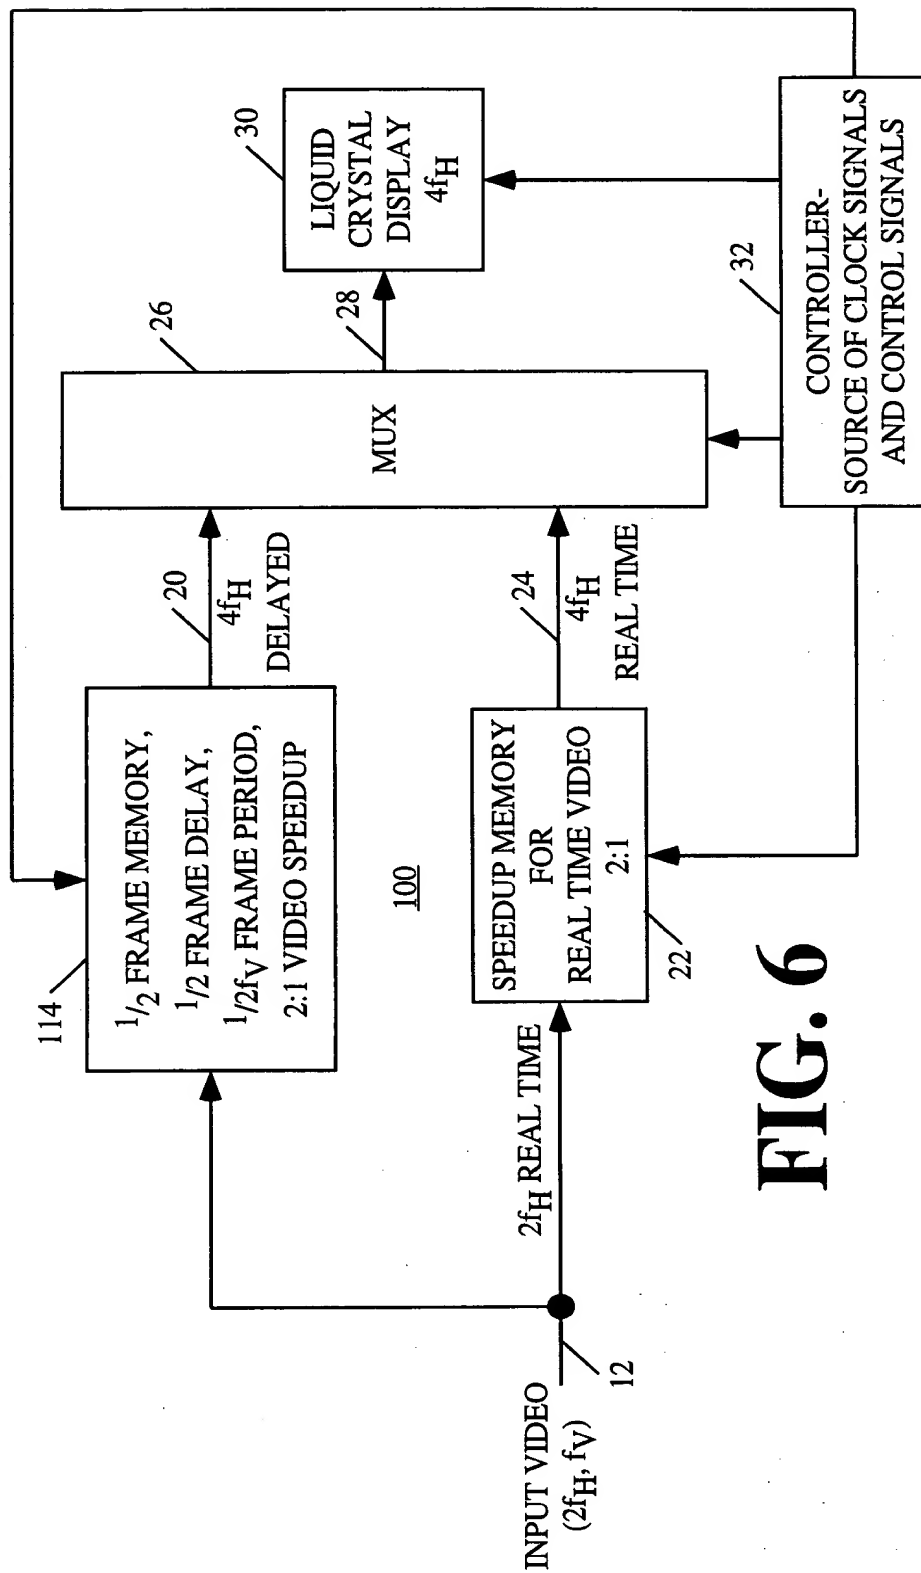 INPUT VIDEO
(2fH, fV)
12
2fH REAL TIME
114
1/2 FRAME MEMORY,
1/2 FRAME DELAY,
1/2fV FRAME PERIOD,
2:1 VIDEO SPEEDUP
100
SPEEDUP MEMORY
FOR
REAL TIME VIDEO
2:1
22
20
4fH
DELAYED
24
4fH
REAL TIME
26
MUX
28
30
LIQUID
CRYSTAL
DISPLAY
4fH
32
CONTROLLER-
SOURCE OF CLOCK SIGNALS
AND CONTROL SIGNALS
FIG. 6